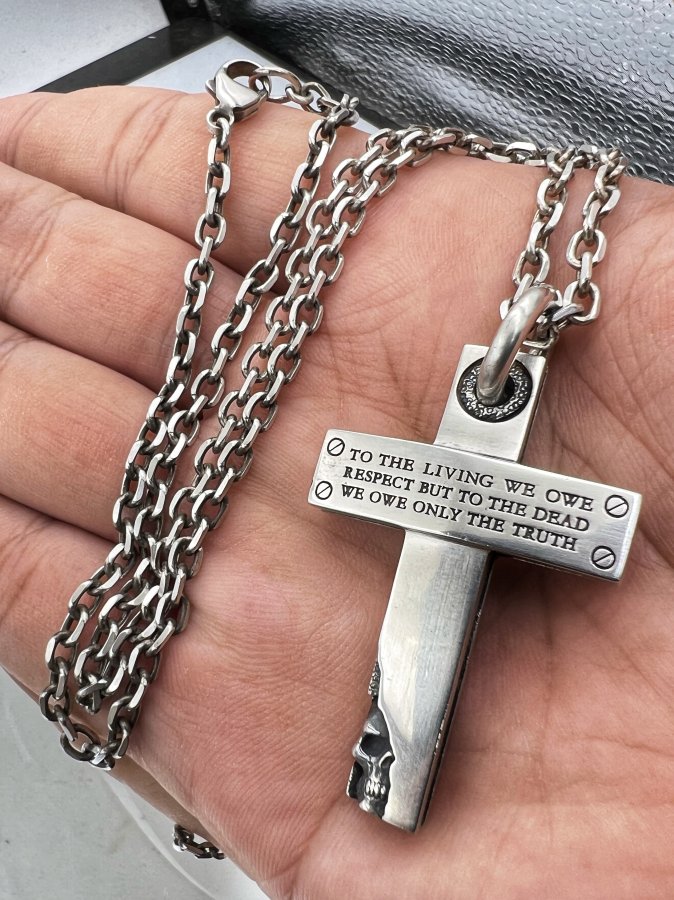 TO THE LIVING WE OWE
RESPECT BUT TO THE DEAD
WE OWE ONLY THE TRUTH